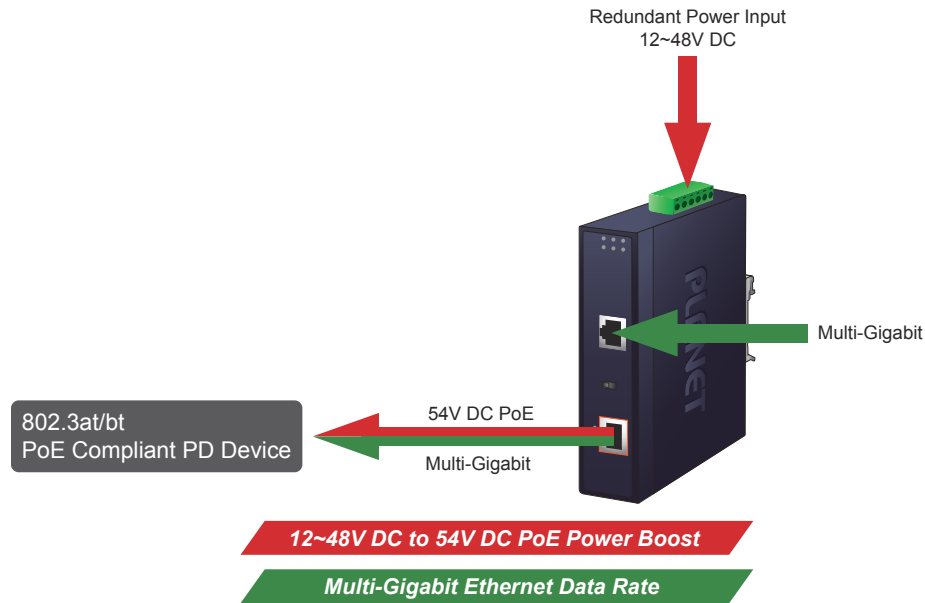 Redundant Power Input
12~48V DC
PLANET
Multi-Gigabit
54V DC PoE
Multi-Gigabit
802.3at/bt
PoE Compliant PD Device
12~48V DC to 54V DC PoE Power Boost
Multi-Gigabit Ethernet Data Rate